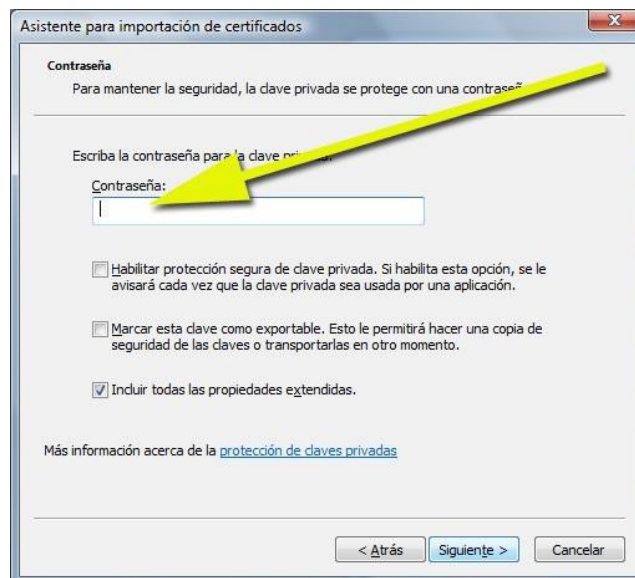 Asistente para importación de certificados
Contraseña
Para mantener la seguridad, la clave privada se protege con una
Escriba la contraseña para la clave
Contraseña:
Habilitar protección segura de clave privada. Si habilita esta opción, se le
avisará cada vez que la clave privada sea usada por una aplicación.
Marcar esta clave como exportable. Esto le permitirá hacer una copia de
seguridad de las claves o transportarlas en otro momento.
Incluir todas las propiedades extendidas.
Más información acerca de la protección de claves privadas
< Atrás
Siguiente >
Cancelar